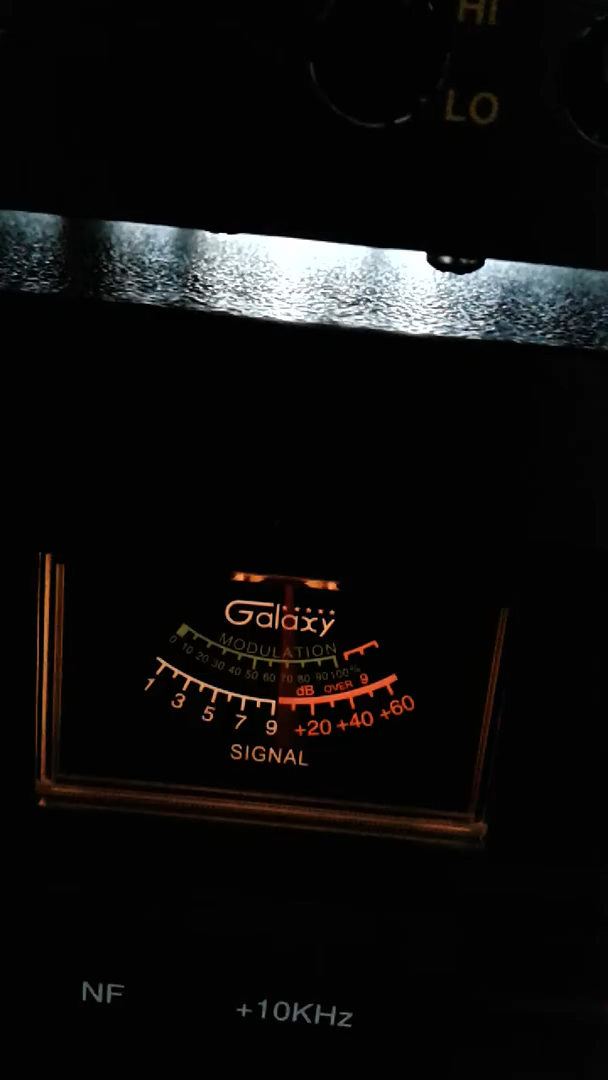 HI
LO
Galaxy
MODULATION
0 10 20 30 40 50 60 70 80 90 100%
dB OVER 9
1 3 5 7 9 +20 +40 +60
SIGNAL
NF +10KHz